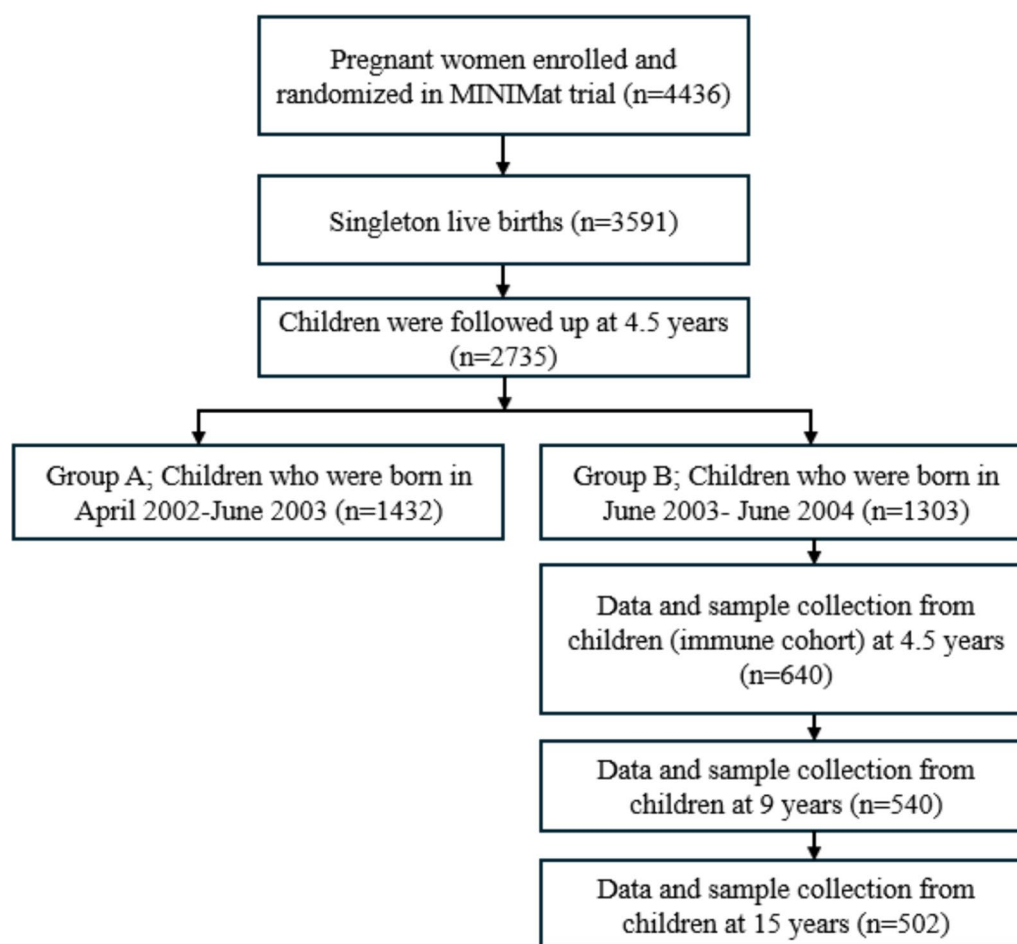 Pregnant women enrolled and
randomized in MINIMat trial (n=4436)
Singleton live births (n=3591)
Children were followed up at 4.5 years
(n=2735)
Group A; Children who were born in
April 2002-June 2003 (n=1432)
Group B; Children who were born in
June 2003- June 2004 (n=1303)
Data and sample collection from
children (immune cohort) at 4.5 years
(n=640)
Data and sample collection from
children at 9 years (n=540)
Data and sample collection from
children at 15 years (n=502)